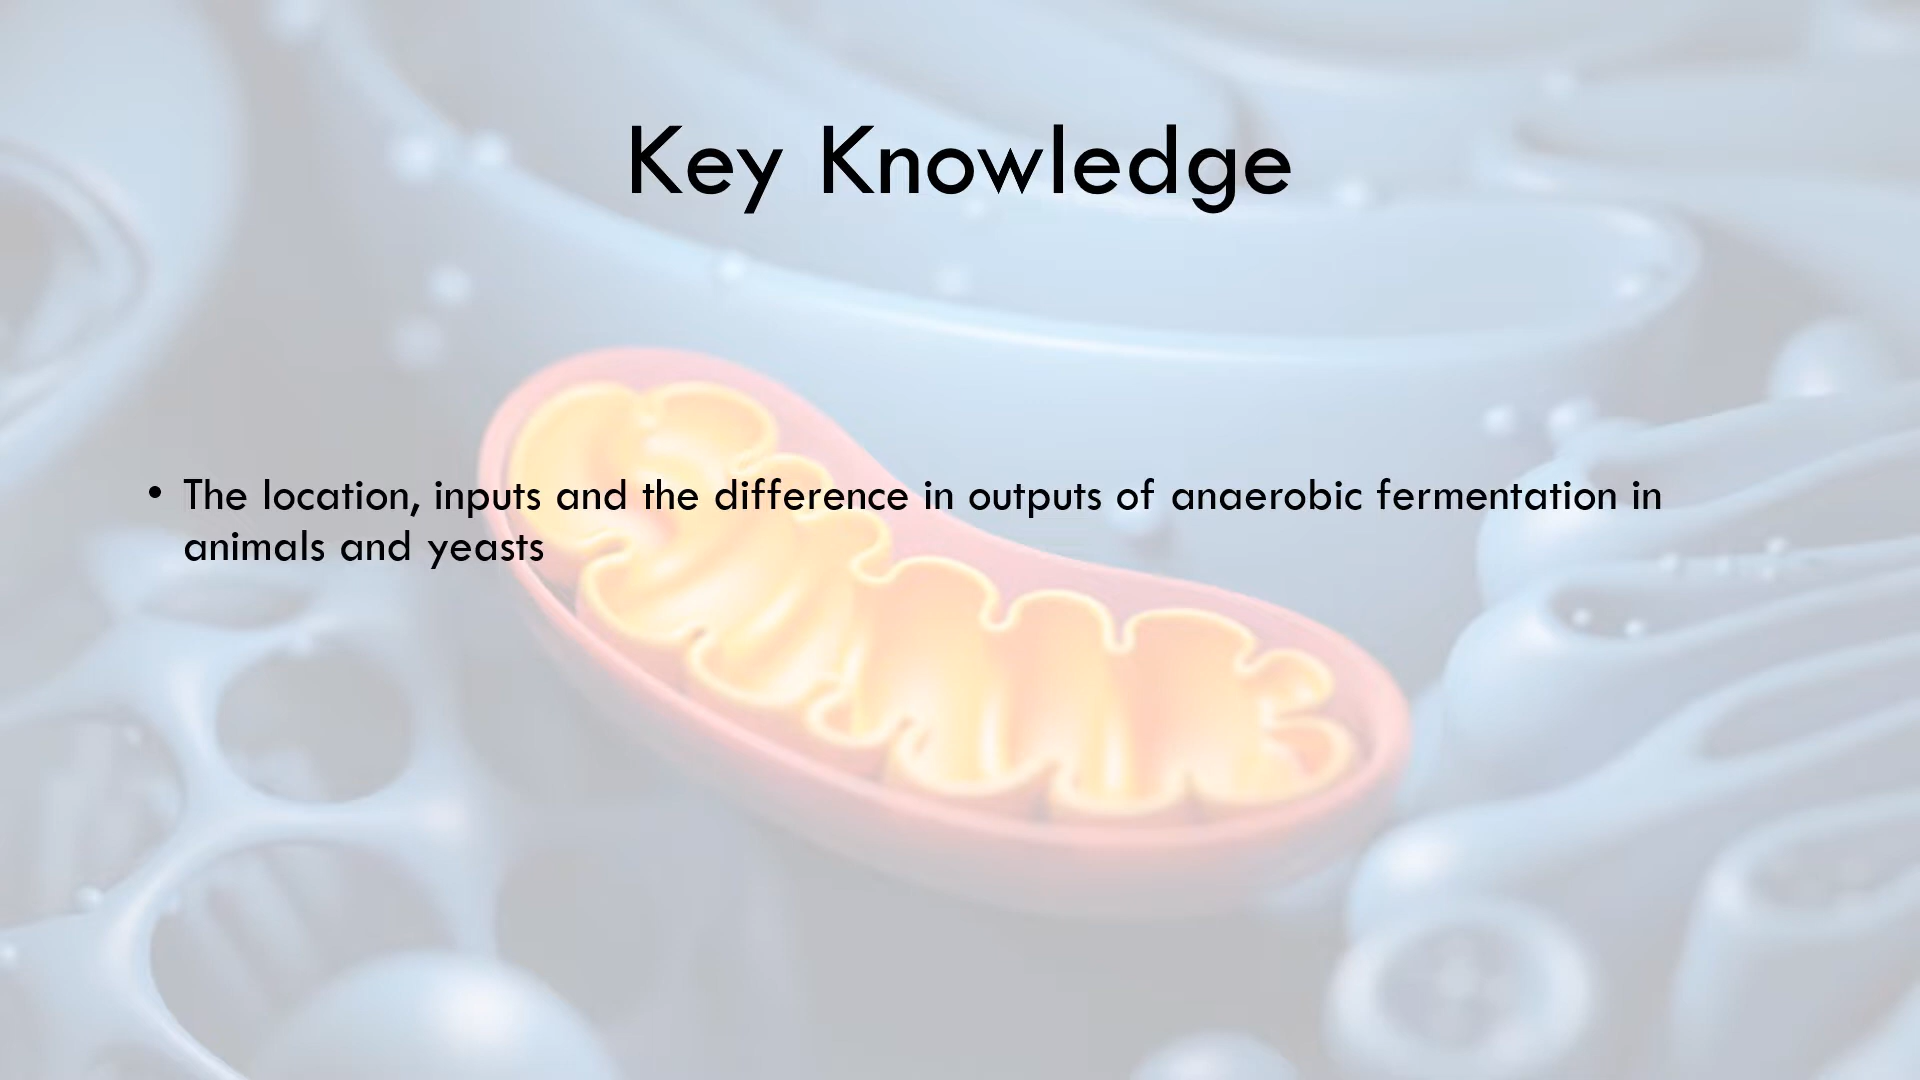 Key Knowledge
• The location, inputs and the difference in outputs of anaerobic fermentation in
animals and yeasts